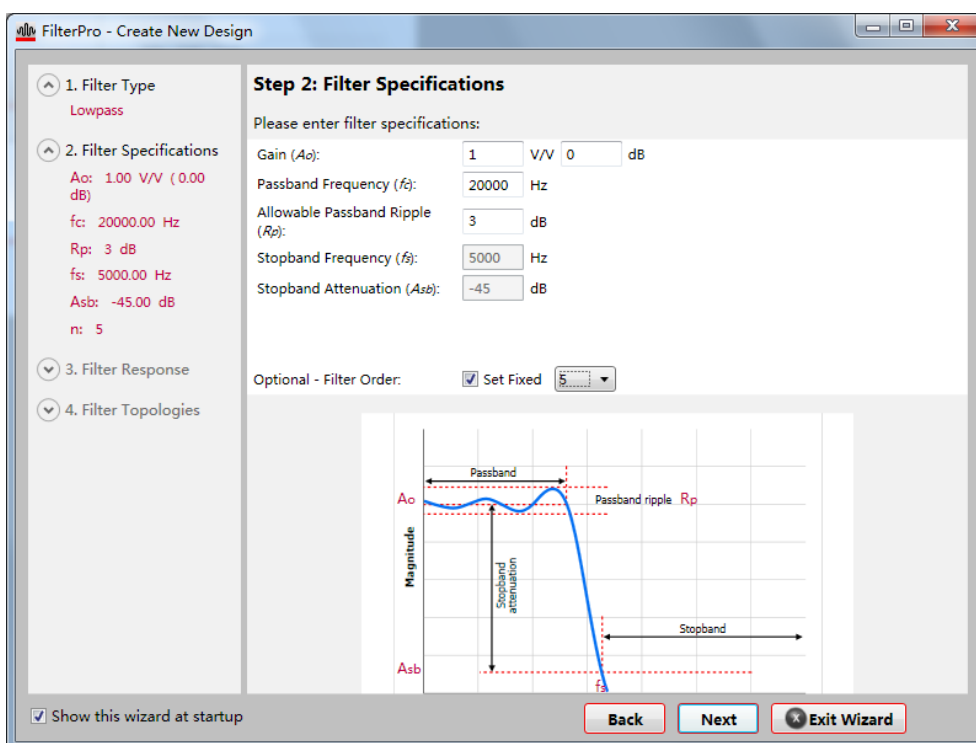 FilterPro - Create New Design
1. Filter Type
Lowpass
2. Filter Specifications
Ao: 1.00 V/V ( 0.00
dB)
fc: 20000.00 Hz
Rp: 3 dB
fs: 5000.00 Hz
Asb: -45.00 dB
n: 5
3. Filter Response
4. Filter Topologies
Step 2: Filter Specifications
Please enter filter specifications:
Gain (Ao): 1 V/V 0 dB
Passband Frequency (fc): 20000 Hz
Allowable Passband Ripple
(Rp): 3 dB
Stopband Frequency (fs): 5000 Hz
Stopband Attenuation (Asb): -45 dB
Optional - Filter Order: Set Fixed 5
Passband
Ao
Passband ripple Rp
Magnitude
Stopband
attenuation
Stopband
Asb
fs
Show this wizard at startup
Back Next Exit Wizard